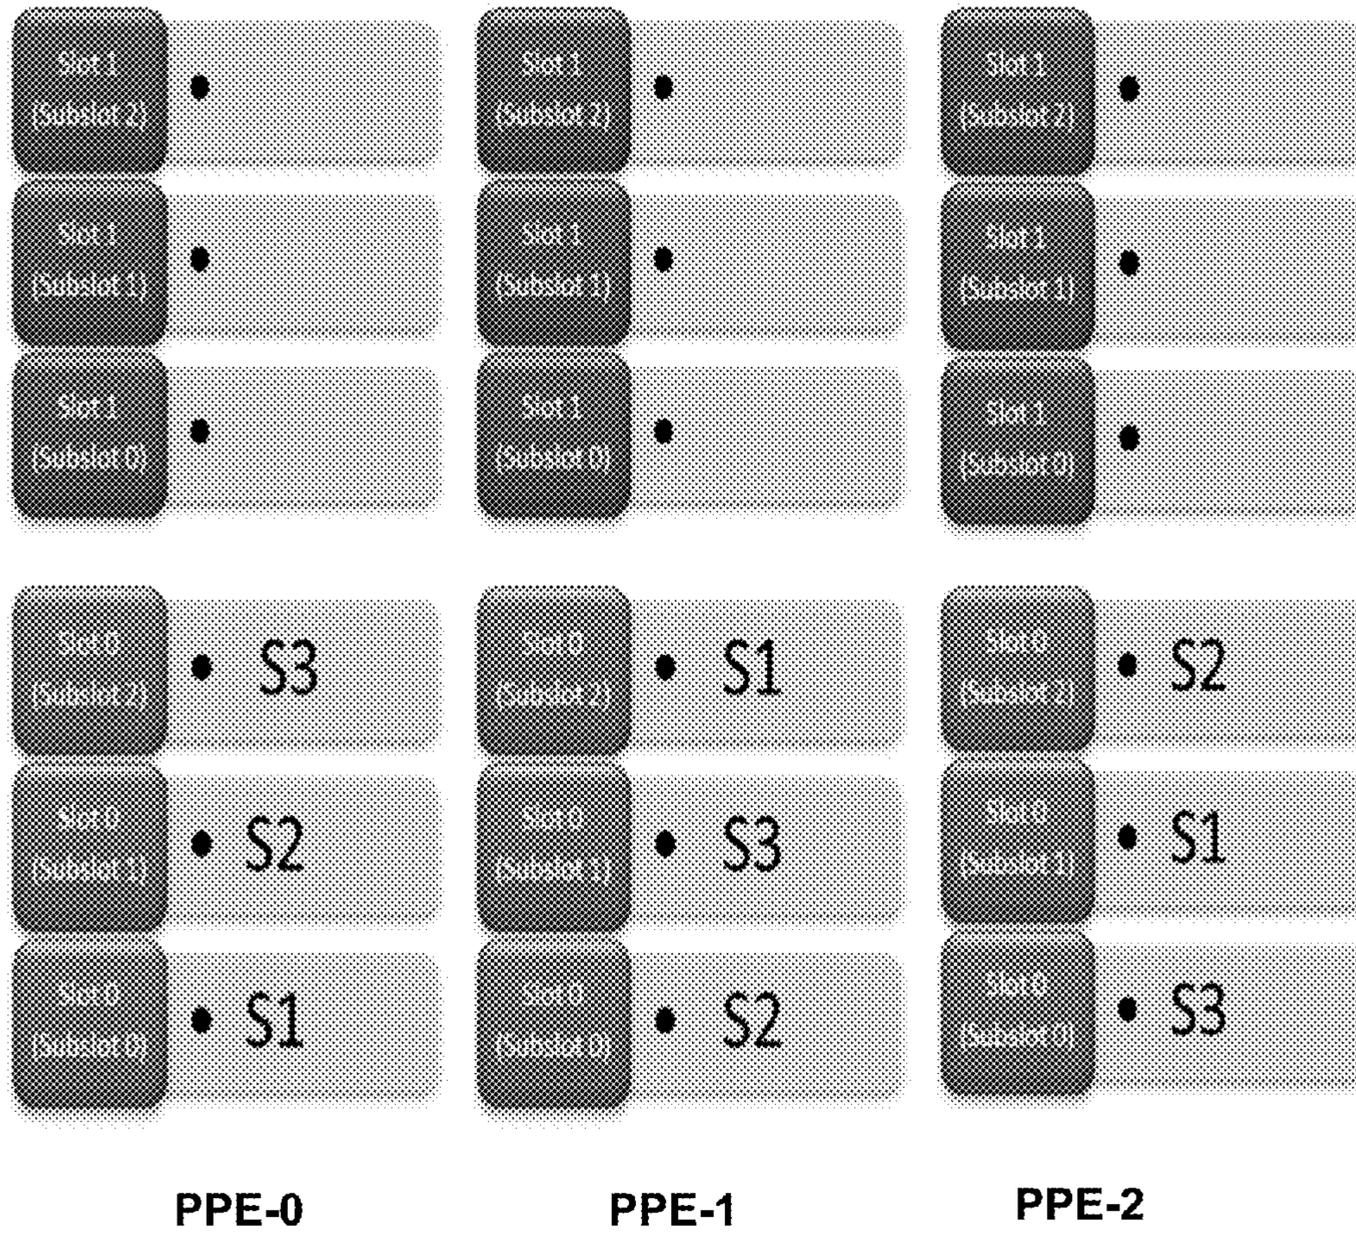 Slot 1
(Subslot 2)
Slot 1
(Subslot 2)
Slot 1
(Subslot 2)
Slot 1
(Subslot 1)
Slot 1
(Subslot 1)
Slot 1
(Subslot 1)
Slot 1
(Subslot 0)
Slot 1
(Subslot 0)
Slot 1
(Subslot 0)
Slot 0
(Subslot 2)
• S3
Slot 0
(Subslot 2)
• S1
Slot 0
(Subslot 2)
• S2
Slot 0
(Subslot 1)
• S2
Slot 0
(Subslot 1)
• S3
Slot 0
(Subslot 1)
• S1
Slot 0
(Subslot 0)
• S1
Slot 0
(Subslot 0)
• S2
Slot 0
(Subslot 0)
• S3
PPE-0
PPE-1
PPE-2